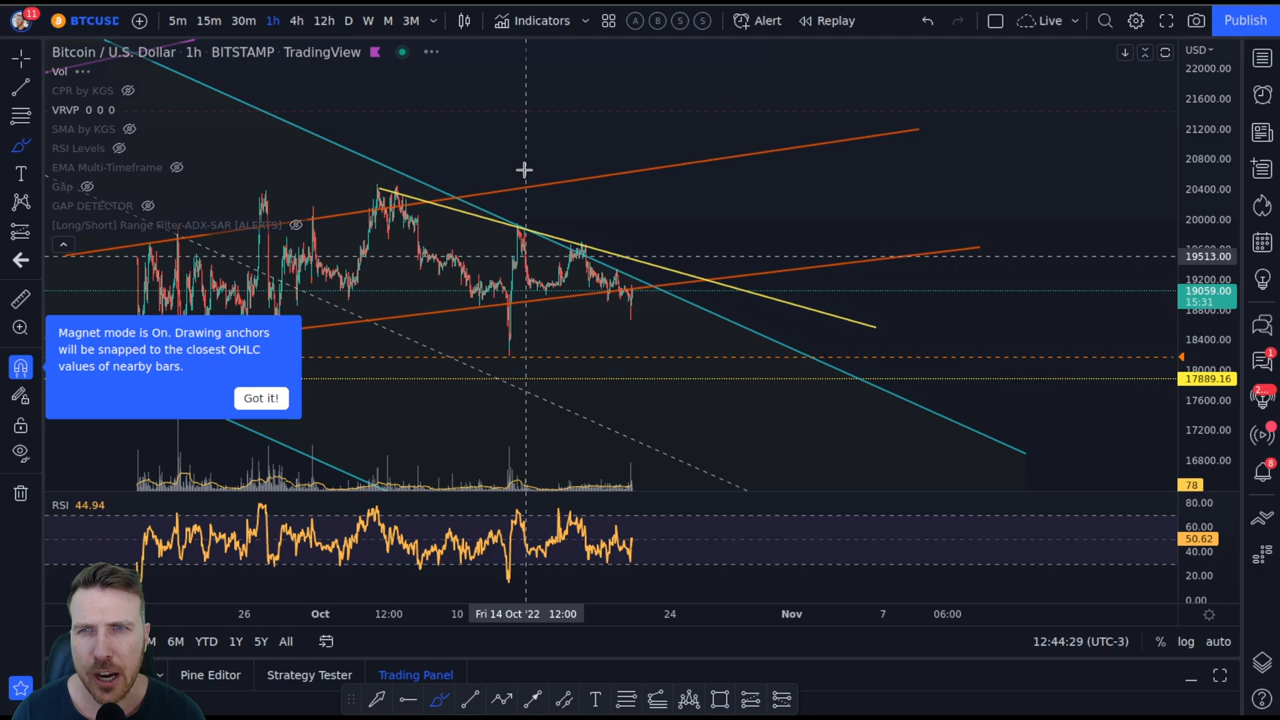 11
BTCUSD
5m 15m 30m 1h 4h 12h D W M 3M
Indicators
A B S S
Alert
Replay
Live
Publish
Bitcoin / U.S. Dollar · 1h · BITSTAMP · TradingView
USD
Vol
CPR by KGS
VRVP 0 0 0
SMA by KGS
RSI Levels
EMA Multi-Timeframe
Gap
GAP DETECTOR
[Long/Short] Range Filter-ADX-SAR [ALERTS]
22000.00
21600.00
21200.00
20800.00
20400.00
20000.00
19513.00
19200.00
19059.00
15:31
18800.00
18400.00
18000.00
17889.16
17600.00
17200.00
16800.00
78
Magnet mode is On. Drawing anchors
will be snapped to the closest OHLC
values of nearby bars.
Got it!
RSI 44.94
80.00
60.00
50.62
40.00
20.00
0.00
26 Oct 12:00 10 Fri 14 Oct '22 12:00 24 Nov 7 06:00
M 6M YTD 1Y 5Y All
12:44:29 (UTC-3)
% log auto
Pine Editor
Strategy Tester
Trading Panel
T
1
2...
8